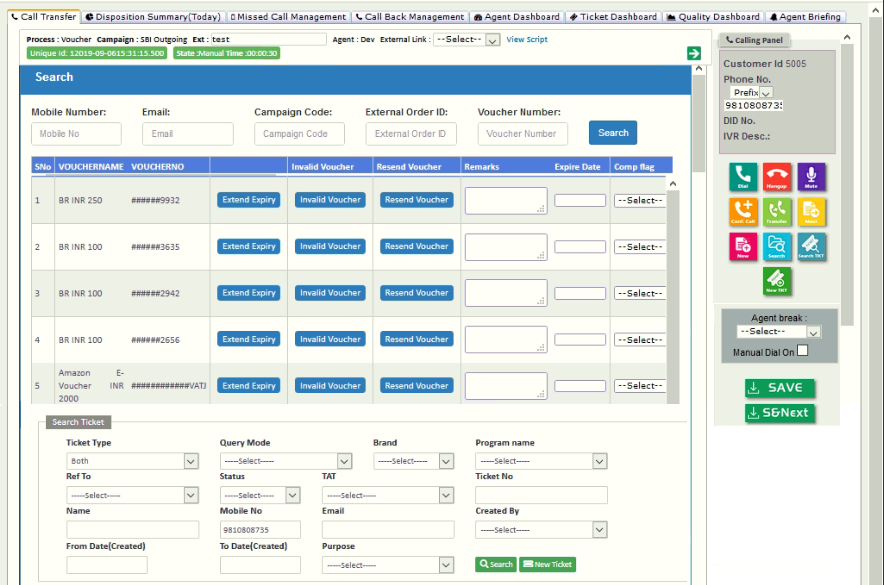 Call Transfer Disposition Summary(Today) Missed Call Management Call Back Management Agent Dashboard Ticket Dashboard Quality Dashboard Agent Briefing
Process : Voucher Campaign : SBI Outgoing Ext : test Agent : Dev External Link : --Select-- View Script
Unique Id: 12019-09-0615:31:15.500 State :Manual Time :00:00:30
Search
Mobile Number: Email: Campaign Code: External Order ID: Voucher Number:
Mobile No Email Campaign Code External Order ID Voucher Number Search
SNo VOUCHERNAME VOUCHERNO Invalid Voucher Resend Voucher Remarks Expire Date Comp flag
1 BR INR 250 ######9932 Extend Expiry Invalid Voucher Resend Voucher --Select--
2 BR INR 100 ######3635 Extend Expiry Invalid Voucher Resend Voucher --Select--
3 BR INR 100 ######2942 Extend Expiry Invalid Voucher Resend Voucher --Select--
4 BR INR 100 ######2656 Extend Expiry Invalid Voucher Resend Voucher --Select--
Amazon E-
5 Voucher INR ############VATJ Extend Expiry Invalid Voucher Resend Voucher --Select--
2000
Search Ticket
Ticket Type Query Mode Brand Program name
Both -----Select----- -----Select----- -----Select-----
Ref To Status TAT Ticket No
-----Select----- -----Select----- -----Select-----
Name Mobile No Email Created By
9810808735 -----Select-----
From Date(Created) To Date(Created) Purpose
-----Select----- Search New Ticket
Calling Panel
Customer Id 5005
Phone No.
Prefix
9810808735
DID No.
IVR Desc.:
Dial Hangup Mute
Conf. Call Transfer
New Search Search TKT
New TKT
Agent break :
--Select--
Manual Dial On
SAVE
S&Next